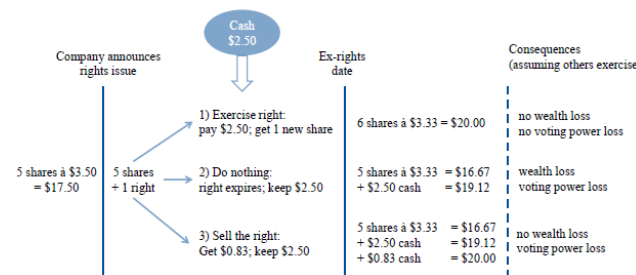 Cash
$2.50
Company announces
rights issue
Ex-rights
date
Consequences
(assuming others exercise
1) Exercise right:
pay $2.50; get 1 new share
6 shares à $3.33 = $20.00
no wealth loss
no voting power loss
5 shares à $3.50
= $17.50
5 shares
+ 1 right
2) Do nothing:
right expires; keep $2.50
5 shares à $3.33 = $16.67
+ $2.50 cash = $19.12
wealth loss
voting power loss
3) Sell the right:
Get $0.83; keep $2.50
5 shares à $3.33 = $16.67
+ $2.50 cash = $19.12
+ $0.83 cash = $20.00
no wealth loss
voting power loss